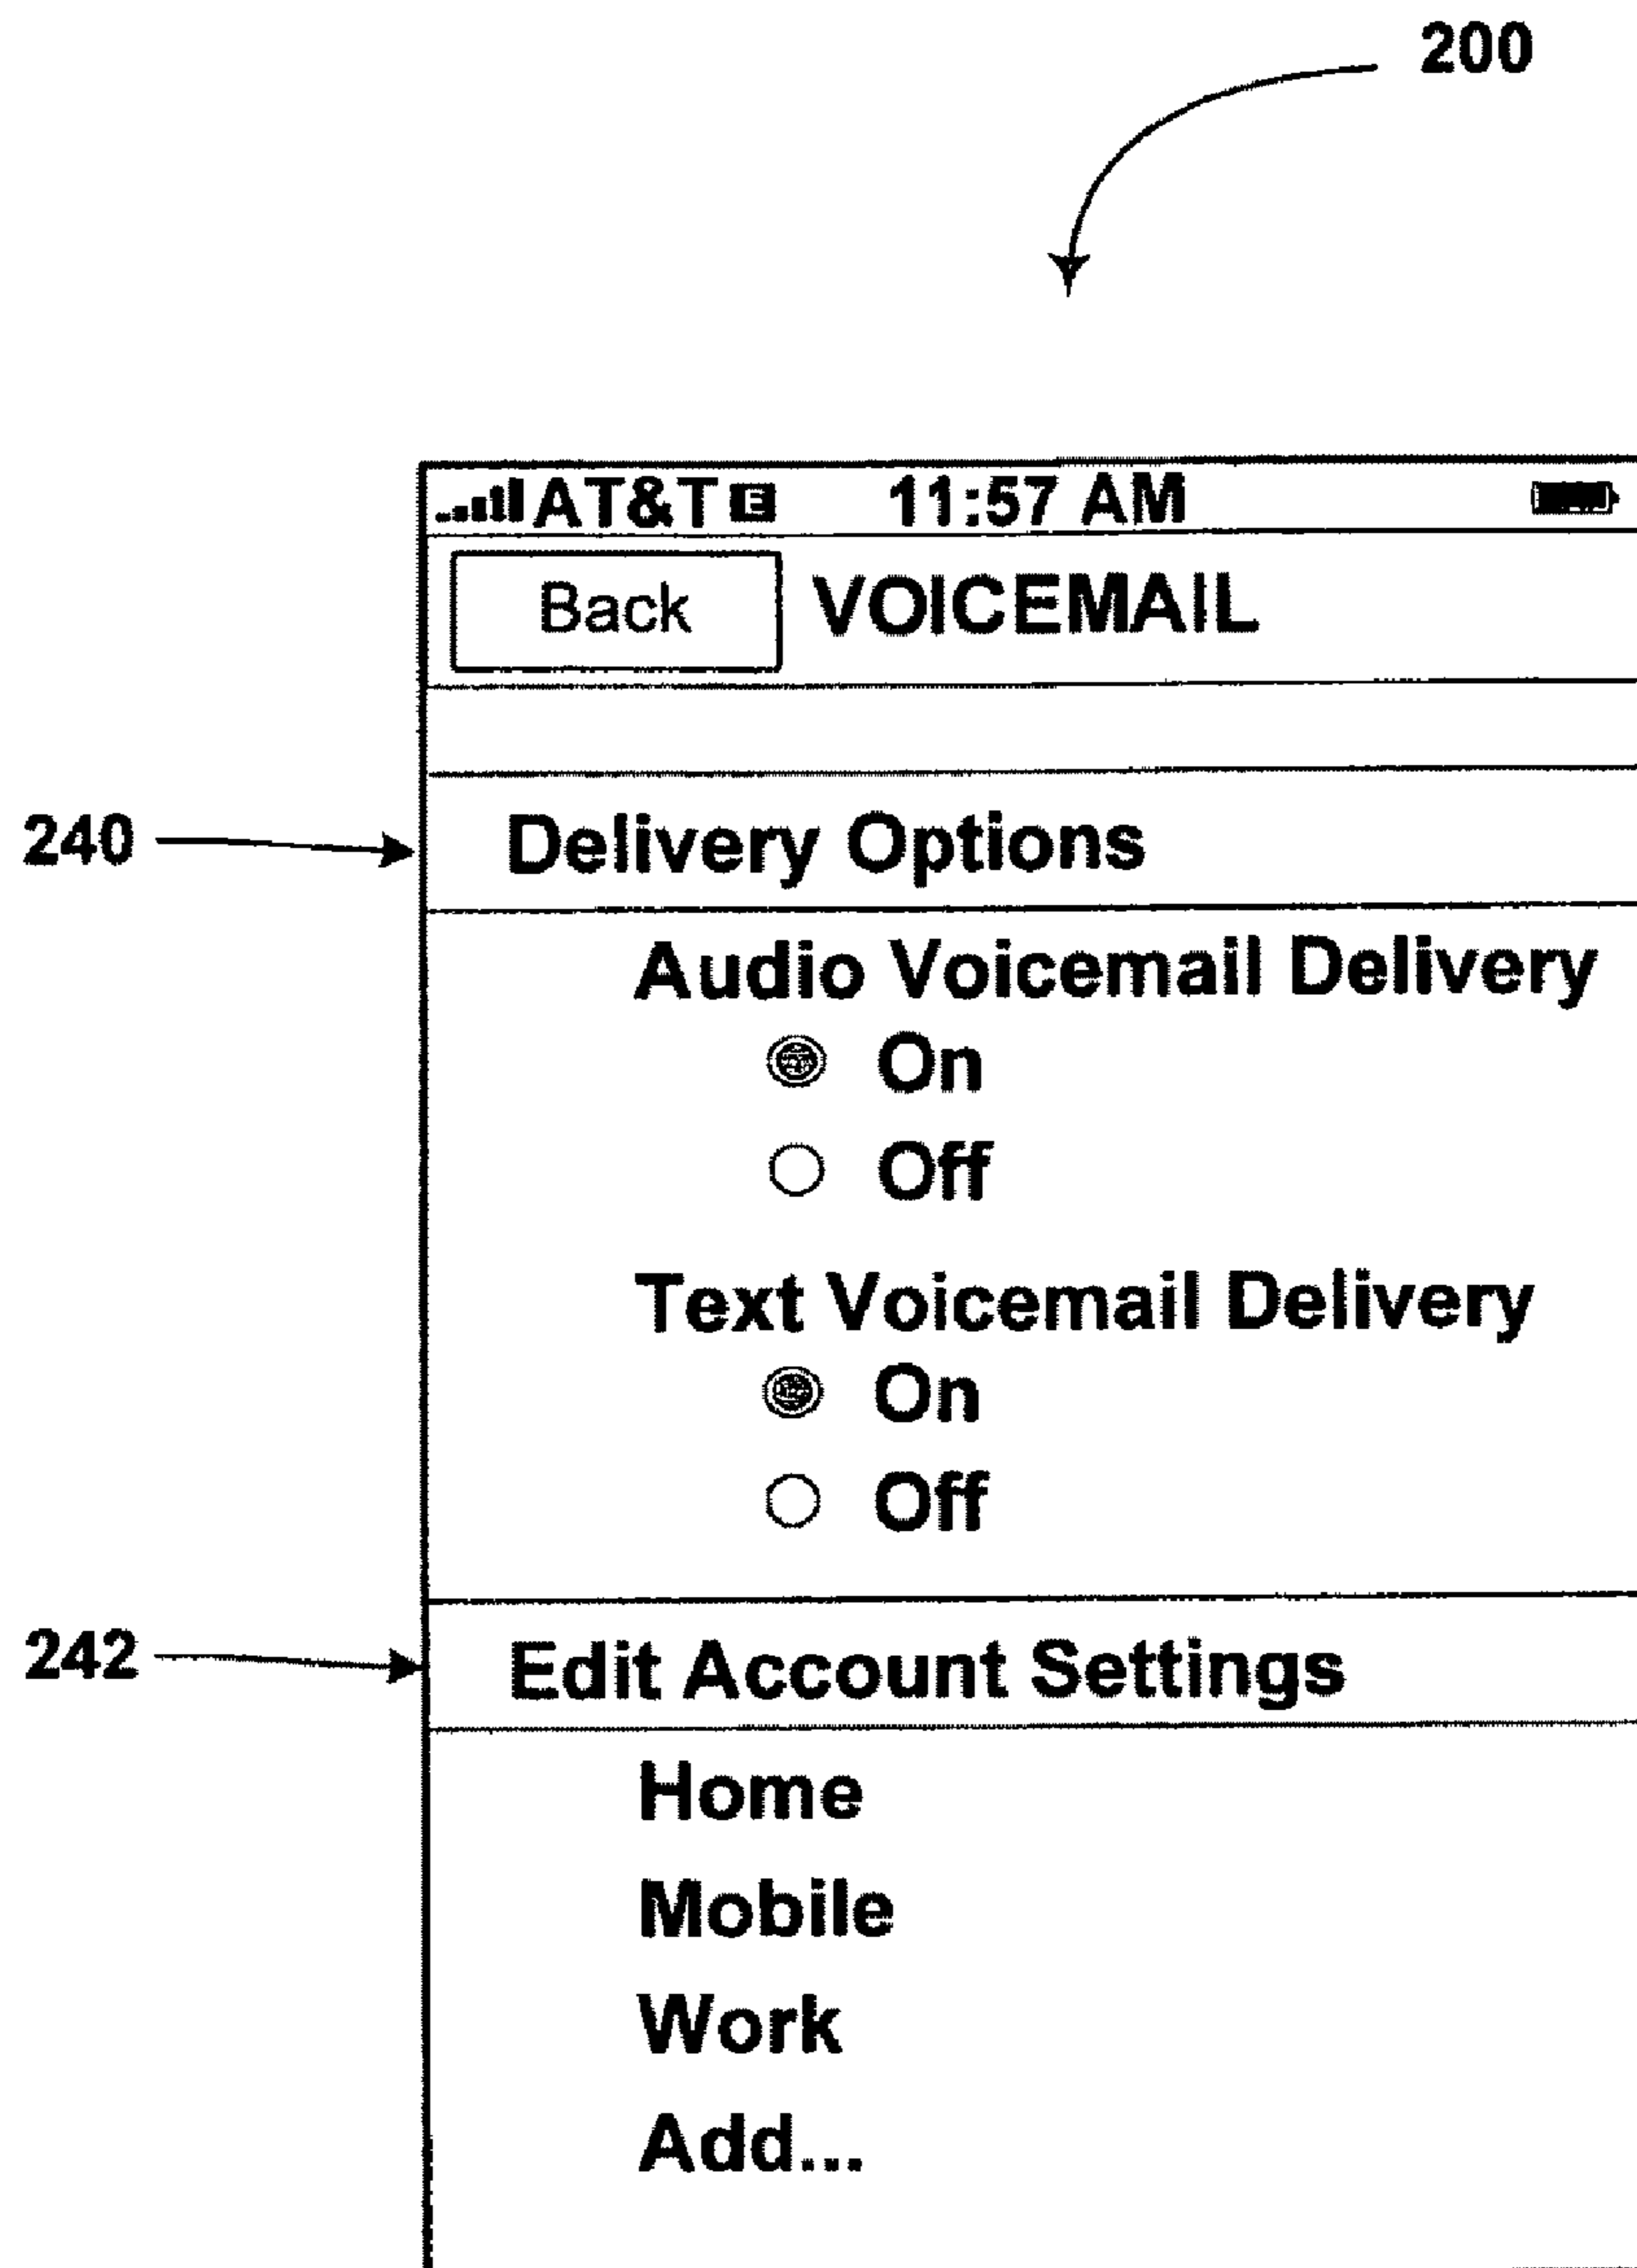 200
AT&T E 11:57 AM
Back VOICEMAIL
240 Delivery Options
Audio Voicemail Delivery
On
Off
Text Voicemail Delivery
On
Off
242 Edit Account Settings
Home
Mobile
Work
Add...